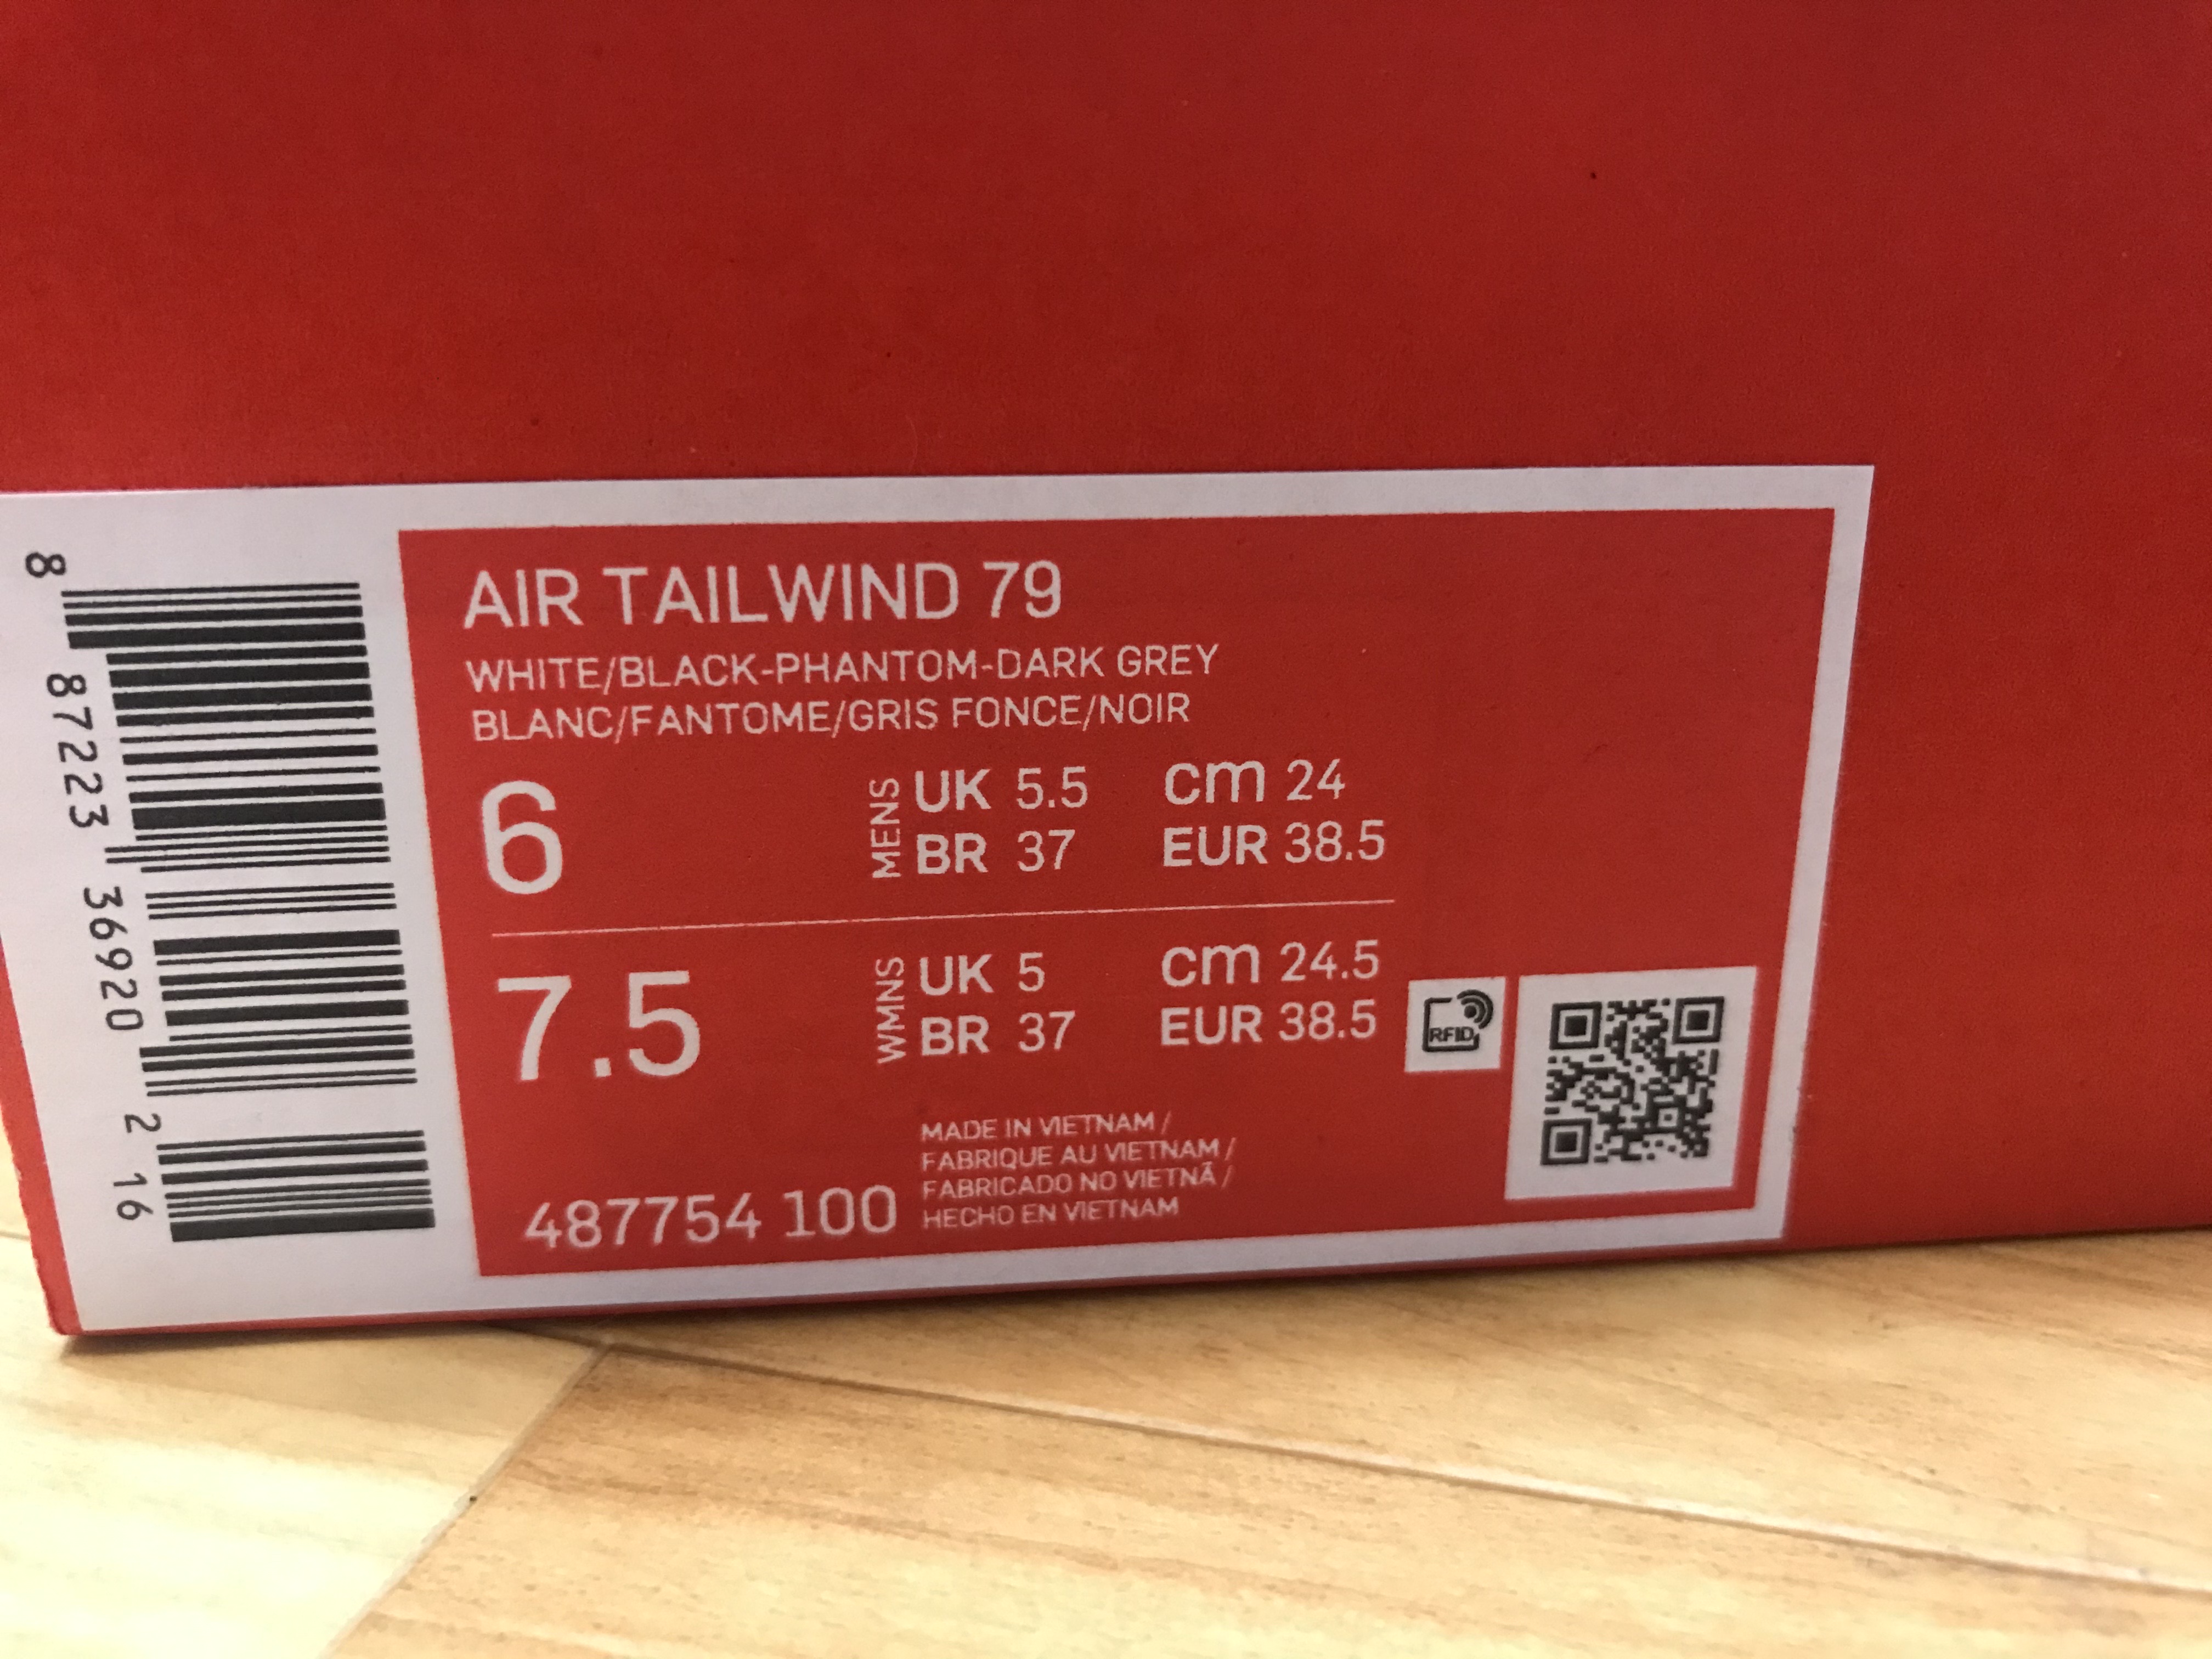 AIR TAILWIND 79
WHITE/BLACK-PHANTOM-DARK GREY
BLANC/FANTOME/GRIS FONCE/NOIR
6
MENS
UK 5.5 cm 24
BR 37 EUR 38.5
7.5
WMNS
UK 5 cm 24.5
BR 37 EUR 38.5
RFID
MADE IN VIETNAM /
FABRIQUE AU VIETNAM /
FABRICADO NO VIETNÃ /
HECHO EN VIETNAM
487754 100
8 87223 36920 2 16